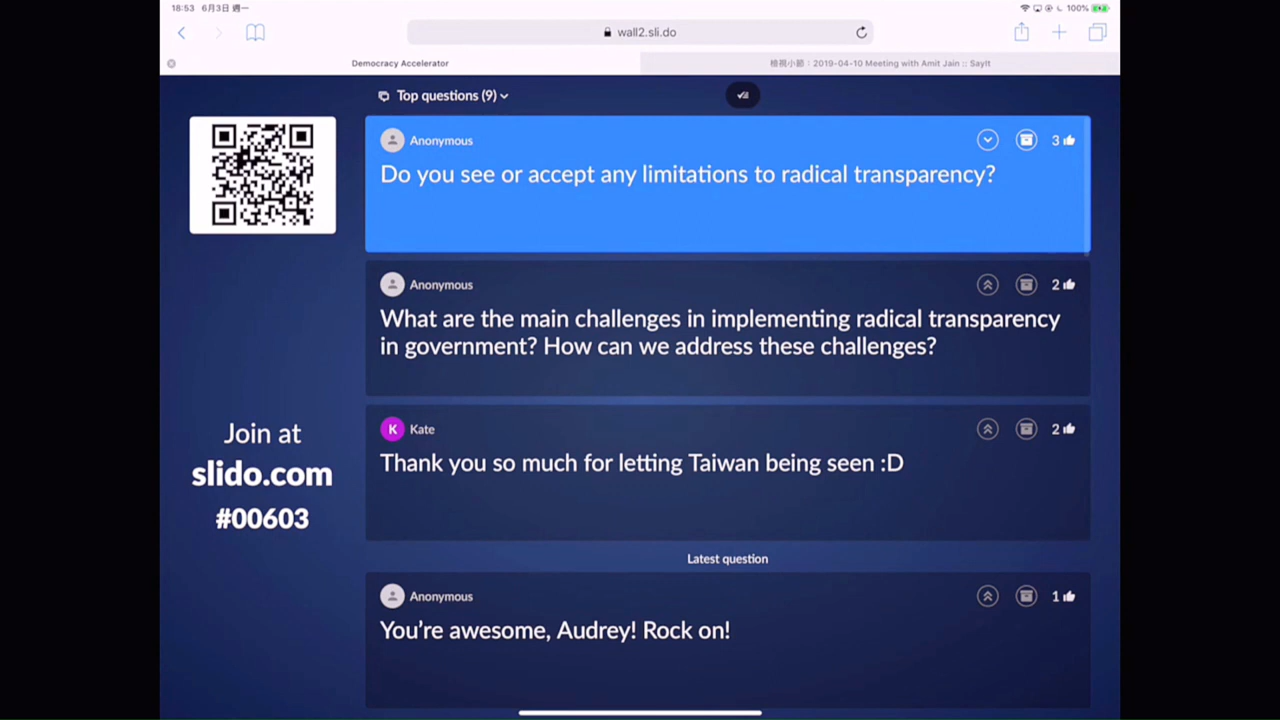 18:53 6月3日 週一
100%
wall2.sli.do
Democracy Accelerator
檢視小節：2019-04-10 Meeting with Amit Jain :: SayIt
Top questions (9)
Anonymous
3
Do you see or accept any limitations to radical transparency?
Anonymous
2
What are the main challenges in implementing radical transparency
in government? How can we address these challenges?
K Kate
2
Thank you so much for letting Taiwan being seen :D
Join at
slido.com
#00603
Latest question
Anonymous
1
You’re awesome, Audrey! Rock on!